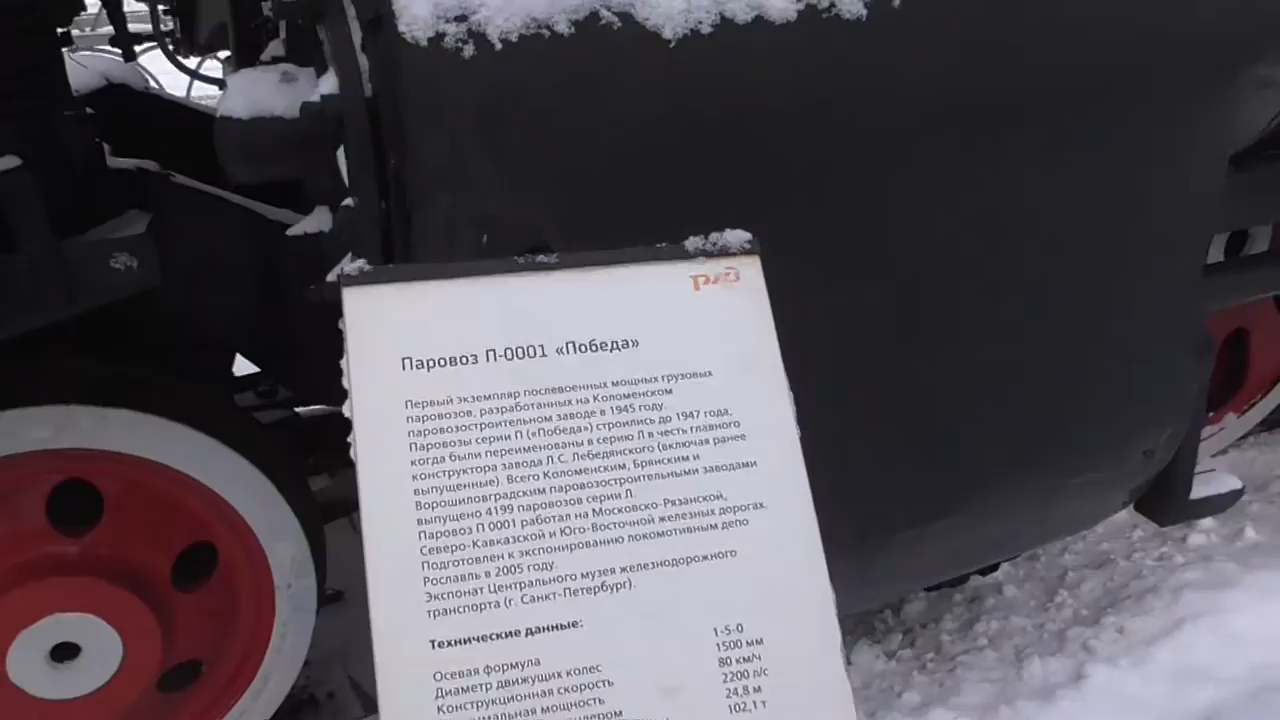 РЖД
Паровоз П-0001 «Победа»
Первый экземпляр послевоенных мощных грузовых
паровозов, разработанных на Коломенском
паровозостроительном заводе в 1945 году.
Паровозы серии П («Победа») строились до 1947 года,
когда были переименованы в серию Л в честь главного
конструктора завода Л.С. Лебедянского (включая ранее
выпущенные). Всего Коломенским, Брянским и
Ворошиловградским паровозостроительными заводами
выпущено 4199 паровозов серии Л.
Паровоз П 0001 работал на Московско-Рязанской,
Северо-Кавказской и Юго-Восточной железных дорогах.
Подготовлен к экспонированию локомотивным депо
Рославль в 2005 году.
Экспонат Центрального музея железнодорожного
транспорта (г. Санкт-Петербург).
Технические данные:
Осевая формула 1-5-0
Диаметр движущих колес 1500 мм
Конструкционная скорость 80 км/ч
мощность 2200 л/с
24,8 м
102,1 т